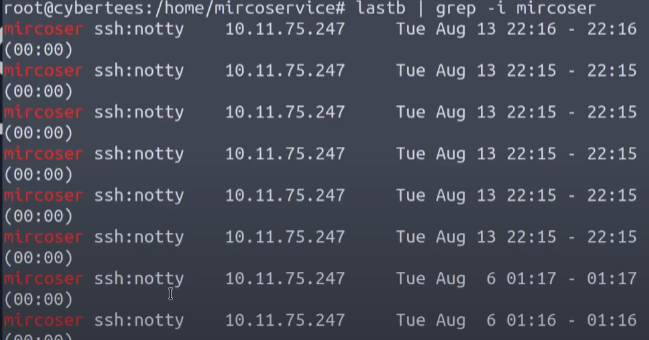 root@cybertees:/home/mircoservice# lastb | grep -i mircoser
mircoser ssh:notty    10.11.75.247     Tue Aug 13 22:16 - 22:16
(00:00)
mircoser ssh:notty    10.11.75.247     Tue Aug 13 22:15 - 22:15
(00:00)
mircoser ssh:notty    10.11.75.247     Tue Aug 13 22:15 - 22:15
(00:00)
mircoser ssh:notty    10.11.75.247     Tue Aug 13 22:15 - 22:15
(00:00)
mircoser ssh:notty    10.11.75.247     Tue Aug 13 22:15 - 22:15
(00:00)
mircoser ssh:notty    10.11.75.247     Tue Aug 13 22:15 - 22:15
(00:00)
mircoser ssh:notty    10.11.75.247     Tue Aug  6 01:17 - 01:17
(00:00)
mircoser ssh:notty    10.11.75.247     Tue Aug  6 01:16 - 01:16
(00:00)